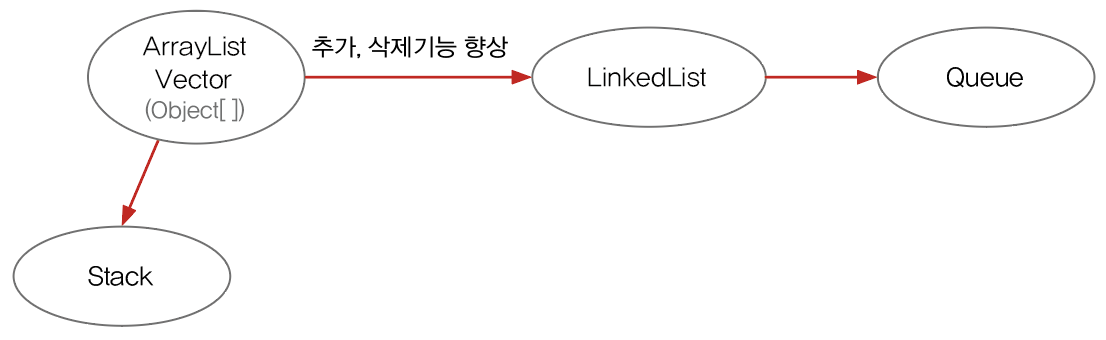 ArrayList
Vector
(Object[ ])
추가, 삭제기능 향상
LinkedList
Queue
Stack